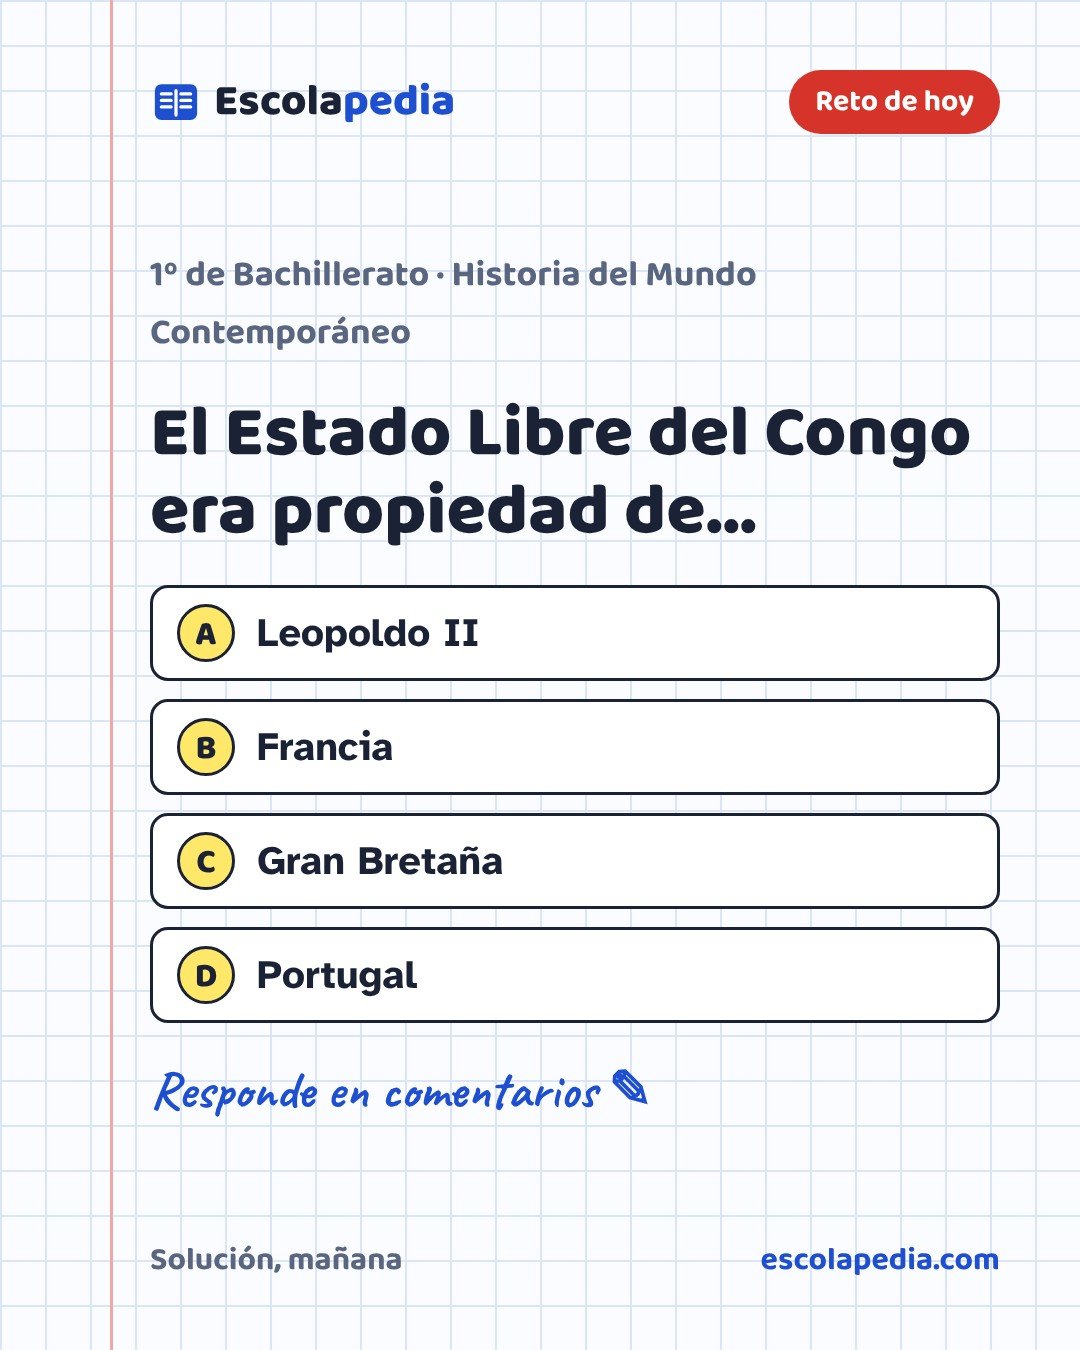 Escolapedia
Reto de hoy
1º de Bachillerato · Historia del Mundo
Contemporáneo
El Estado Libre del Congo
era propiedad de...
A Leopoldo II
B Francia
C Gran Bretaña
D Portugal
Responde en comentarios ✎
Solución, mañana
escolapedia.com